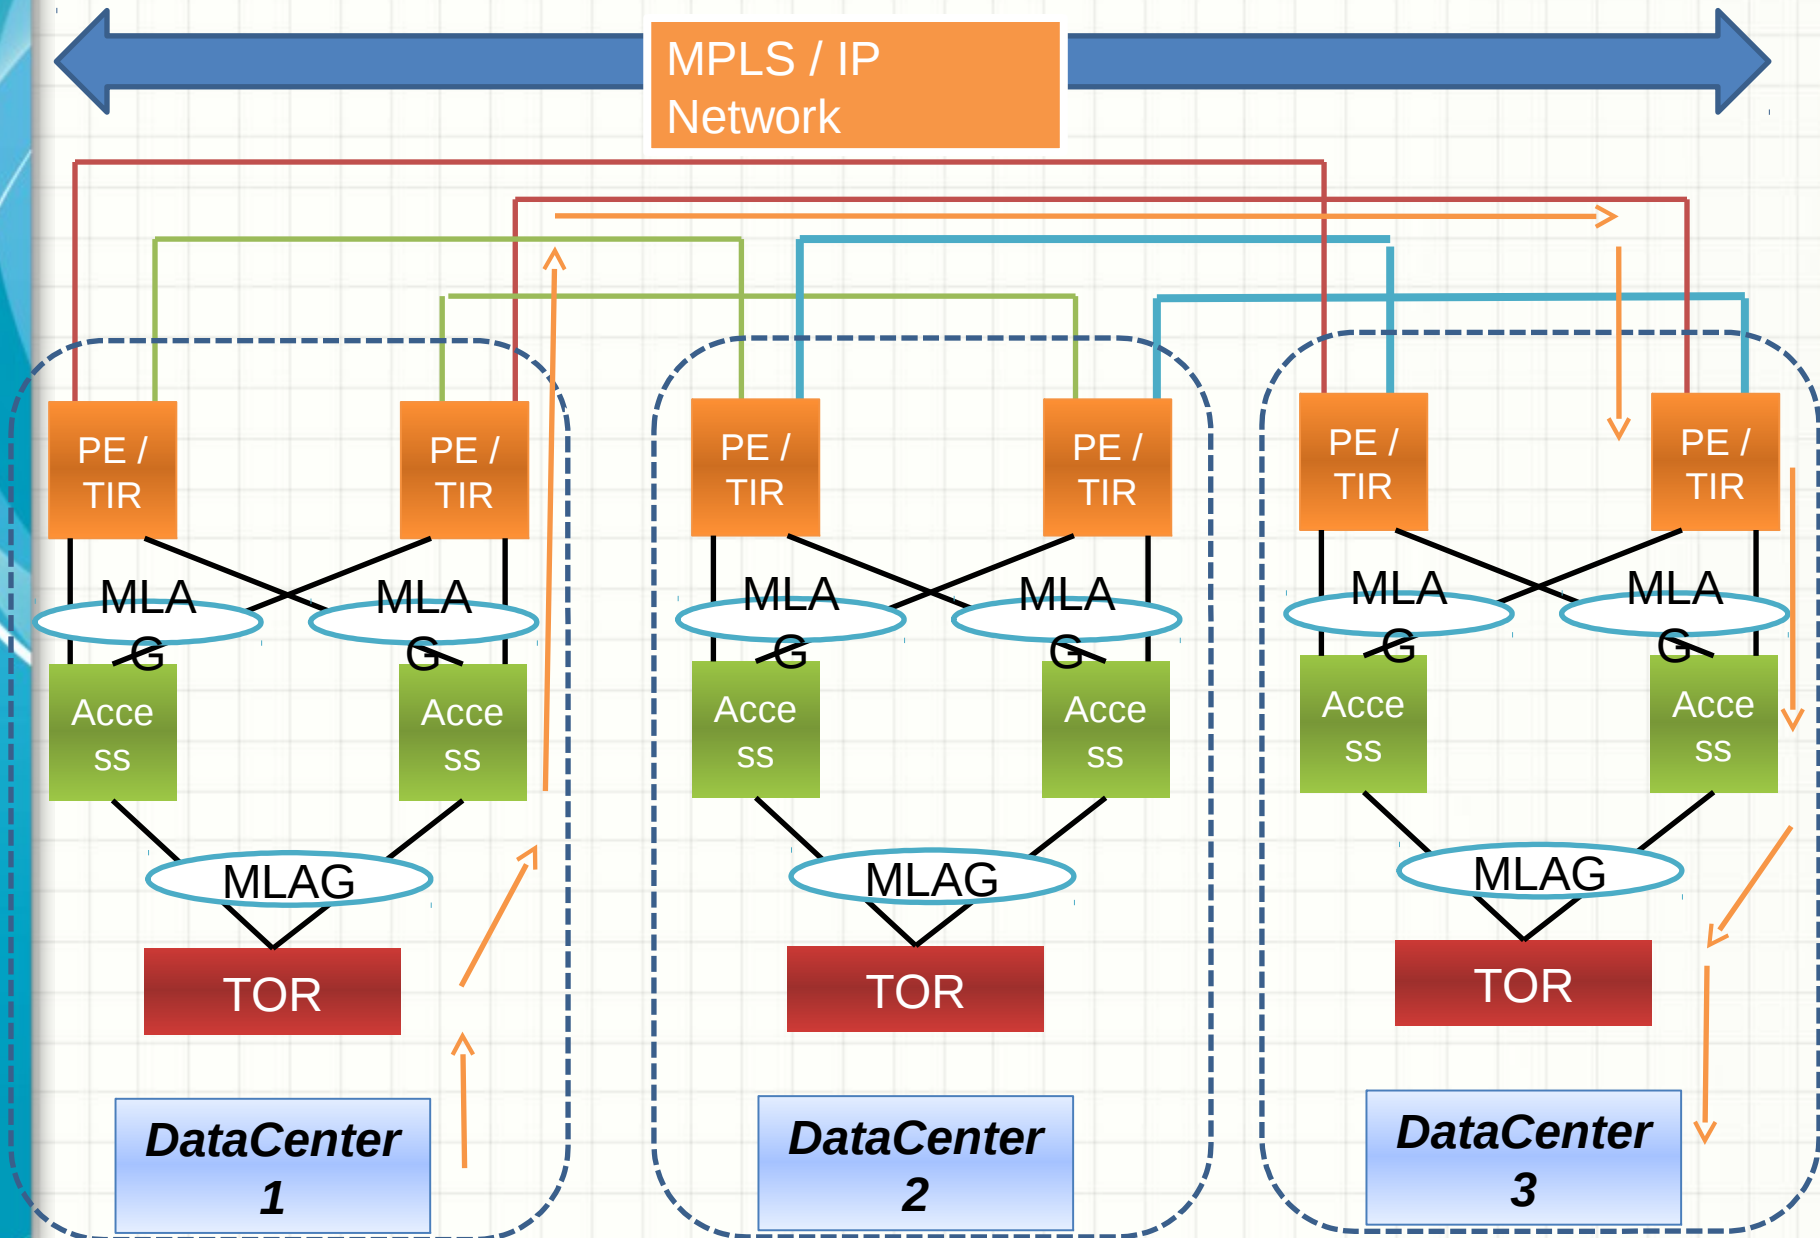 MPLS / IP
Network
PE /
TIR
PE /
TIR
PE /
TIR
PE /
TIR
PE /
TIR
PE /
TIR
MLA
G
MLA
G
MLA
G
MLA
G
MLA
G
MLA
G
Acce
ss
Acce
ss
Acce
ss
Acce
ss
Acce
ss
Acce
ss
MLAG
MLAG
MLAG
TOR
TOR
TOR
DataCenter
1
DataCenter
2
DataCenter
3